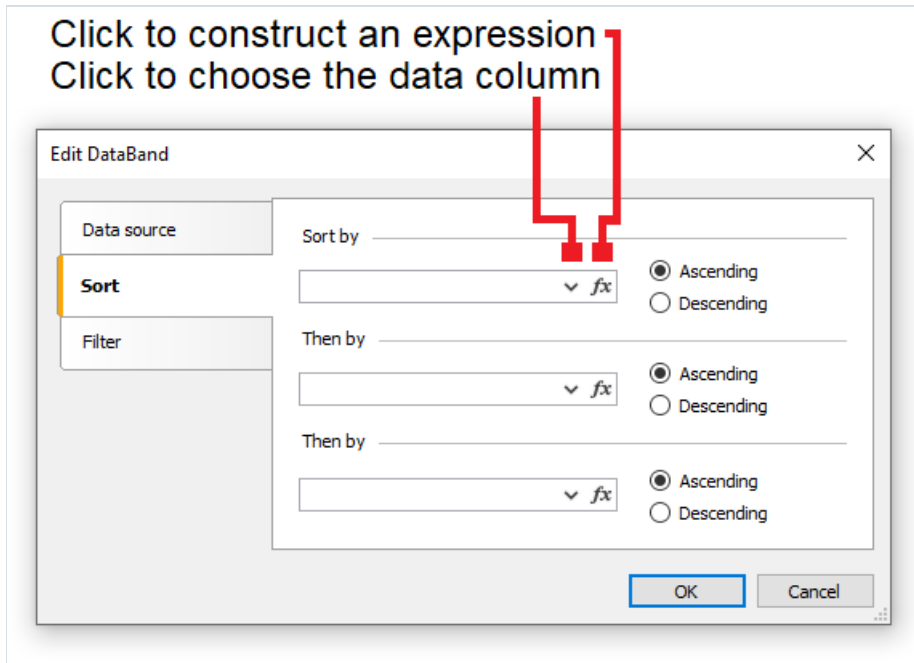 Click to construct an expression
Click to choose the data column
Edit DataBand
Data source
Sort
Filter
Sort by
fx
Ascending
Descending
Then by
fx
Ascending
Descending
Then by
fx
Ascending
Descending
OK
Cancel